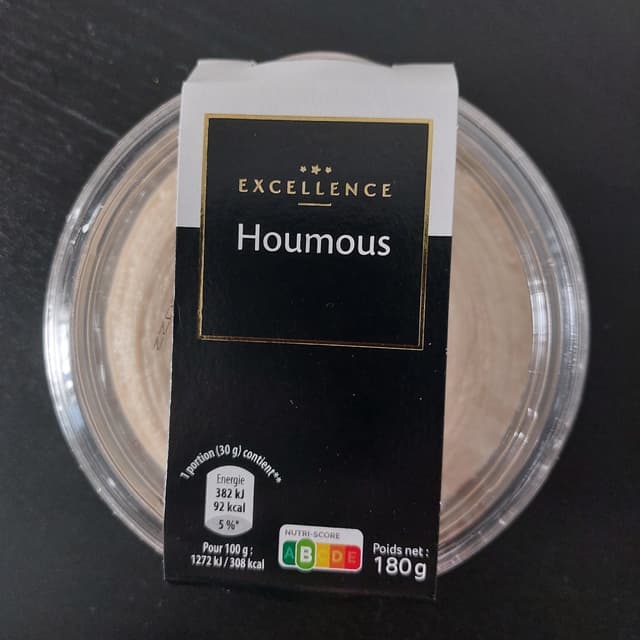 EXCELLENCE
Houmous
1 portion (30 g) contient**
Energie
382 kJ
92 kcal
5 %*
Pour 100 g :
1272 kJ / 308 kcal
NUTRI-SCORE
A B C D E
Poids net :
180g